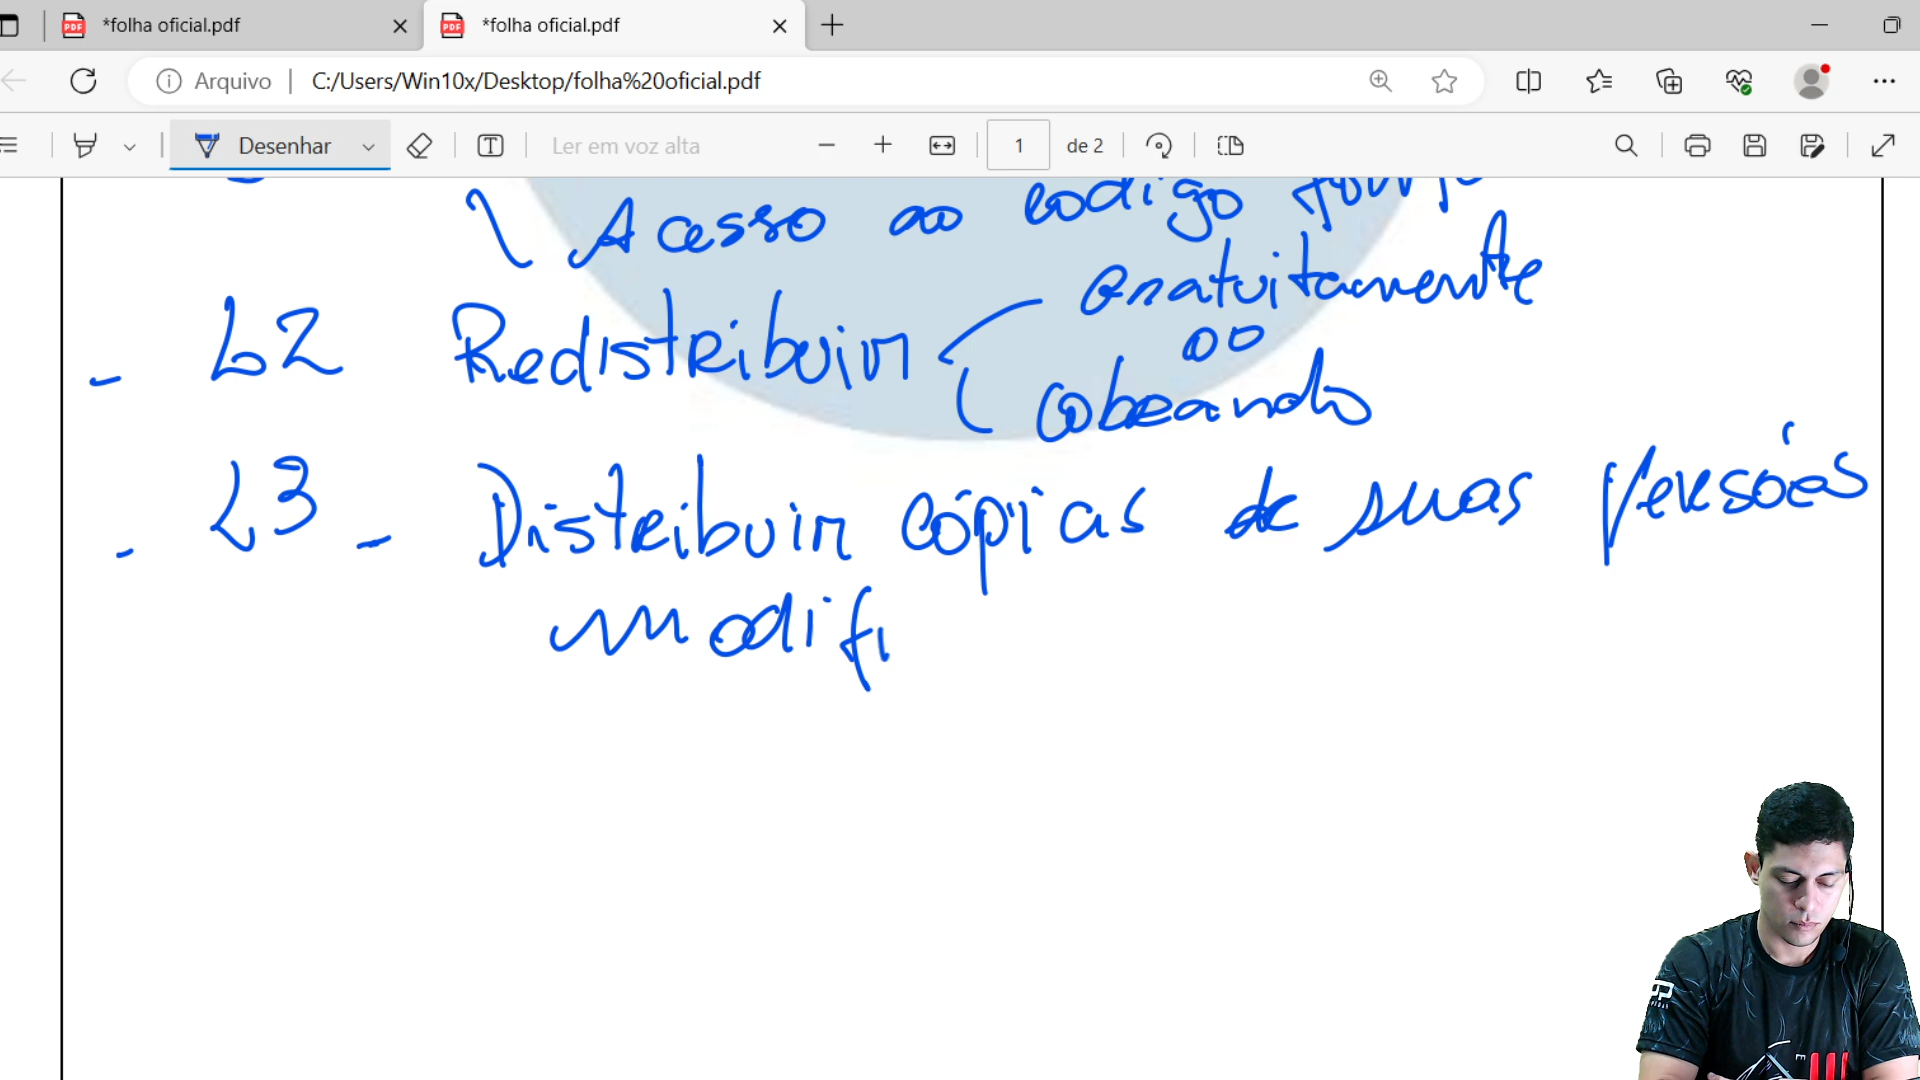 *folha oficial.pdf
*folha oficial.pdf
Arquivo | C:/Users/Win10x/Desktop/folha%20oficial.pdf
Desenhar
Ler em voz alta
1 de 2
Acesso ao codigo
- L2 Redistribuir
Gratuitamente
ou
cobrando
- L3 - Distribuir cópias de suas versões
modifi